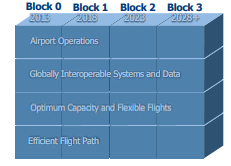 Block 0 Block 1 Block 2 Block 3
2013 2018 2023 2028+
Airport Operations
Globally Interoperable Systems and Data
Optimum Capacity and Flexible Flights
Efficient Flight Path